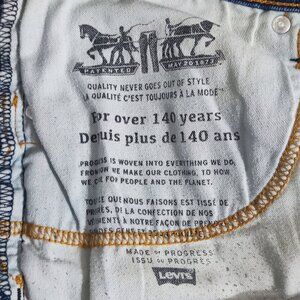 PATENTED MAY 20 1873
QUALITY NEVER GOES OUT OF STYLE
LA QUALITÉ C'EST TOUJOURS À LA MODE
For over 140 years
Depuis plus de 140 ans
PROGRESS IS WOVEN INTO EVERYTHING WE DO,
FROM HOW WE MAKE OUR CLOTHING, TO HOW
WE CARE FOR PEOPLE AND THE PLANET.
TOUT CE QUE NOUS FAISONS EST TISSÉ DE
PROGRÈS, DE LA CONFECTION DE NOS
VÊTEMENTS À NOTRE FAÇON DE
MADE OF PROGRESS
ISSU DU PROGRÈS
LEVI'S